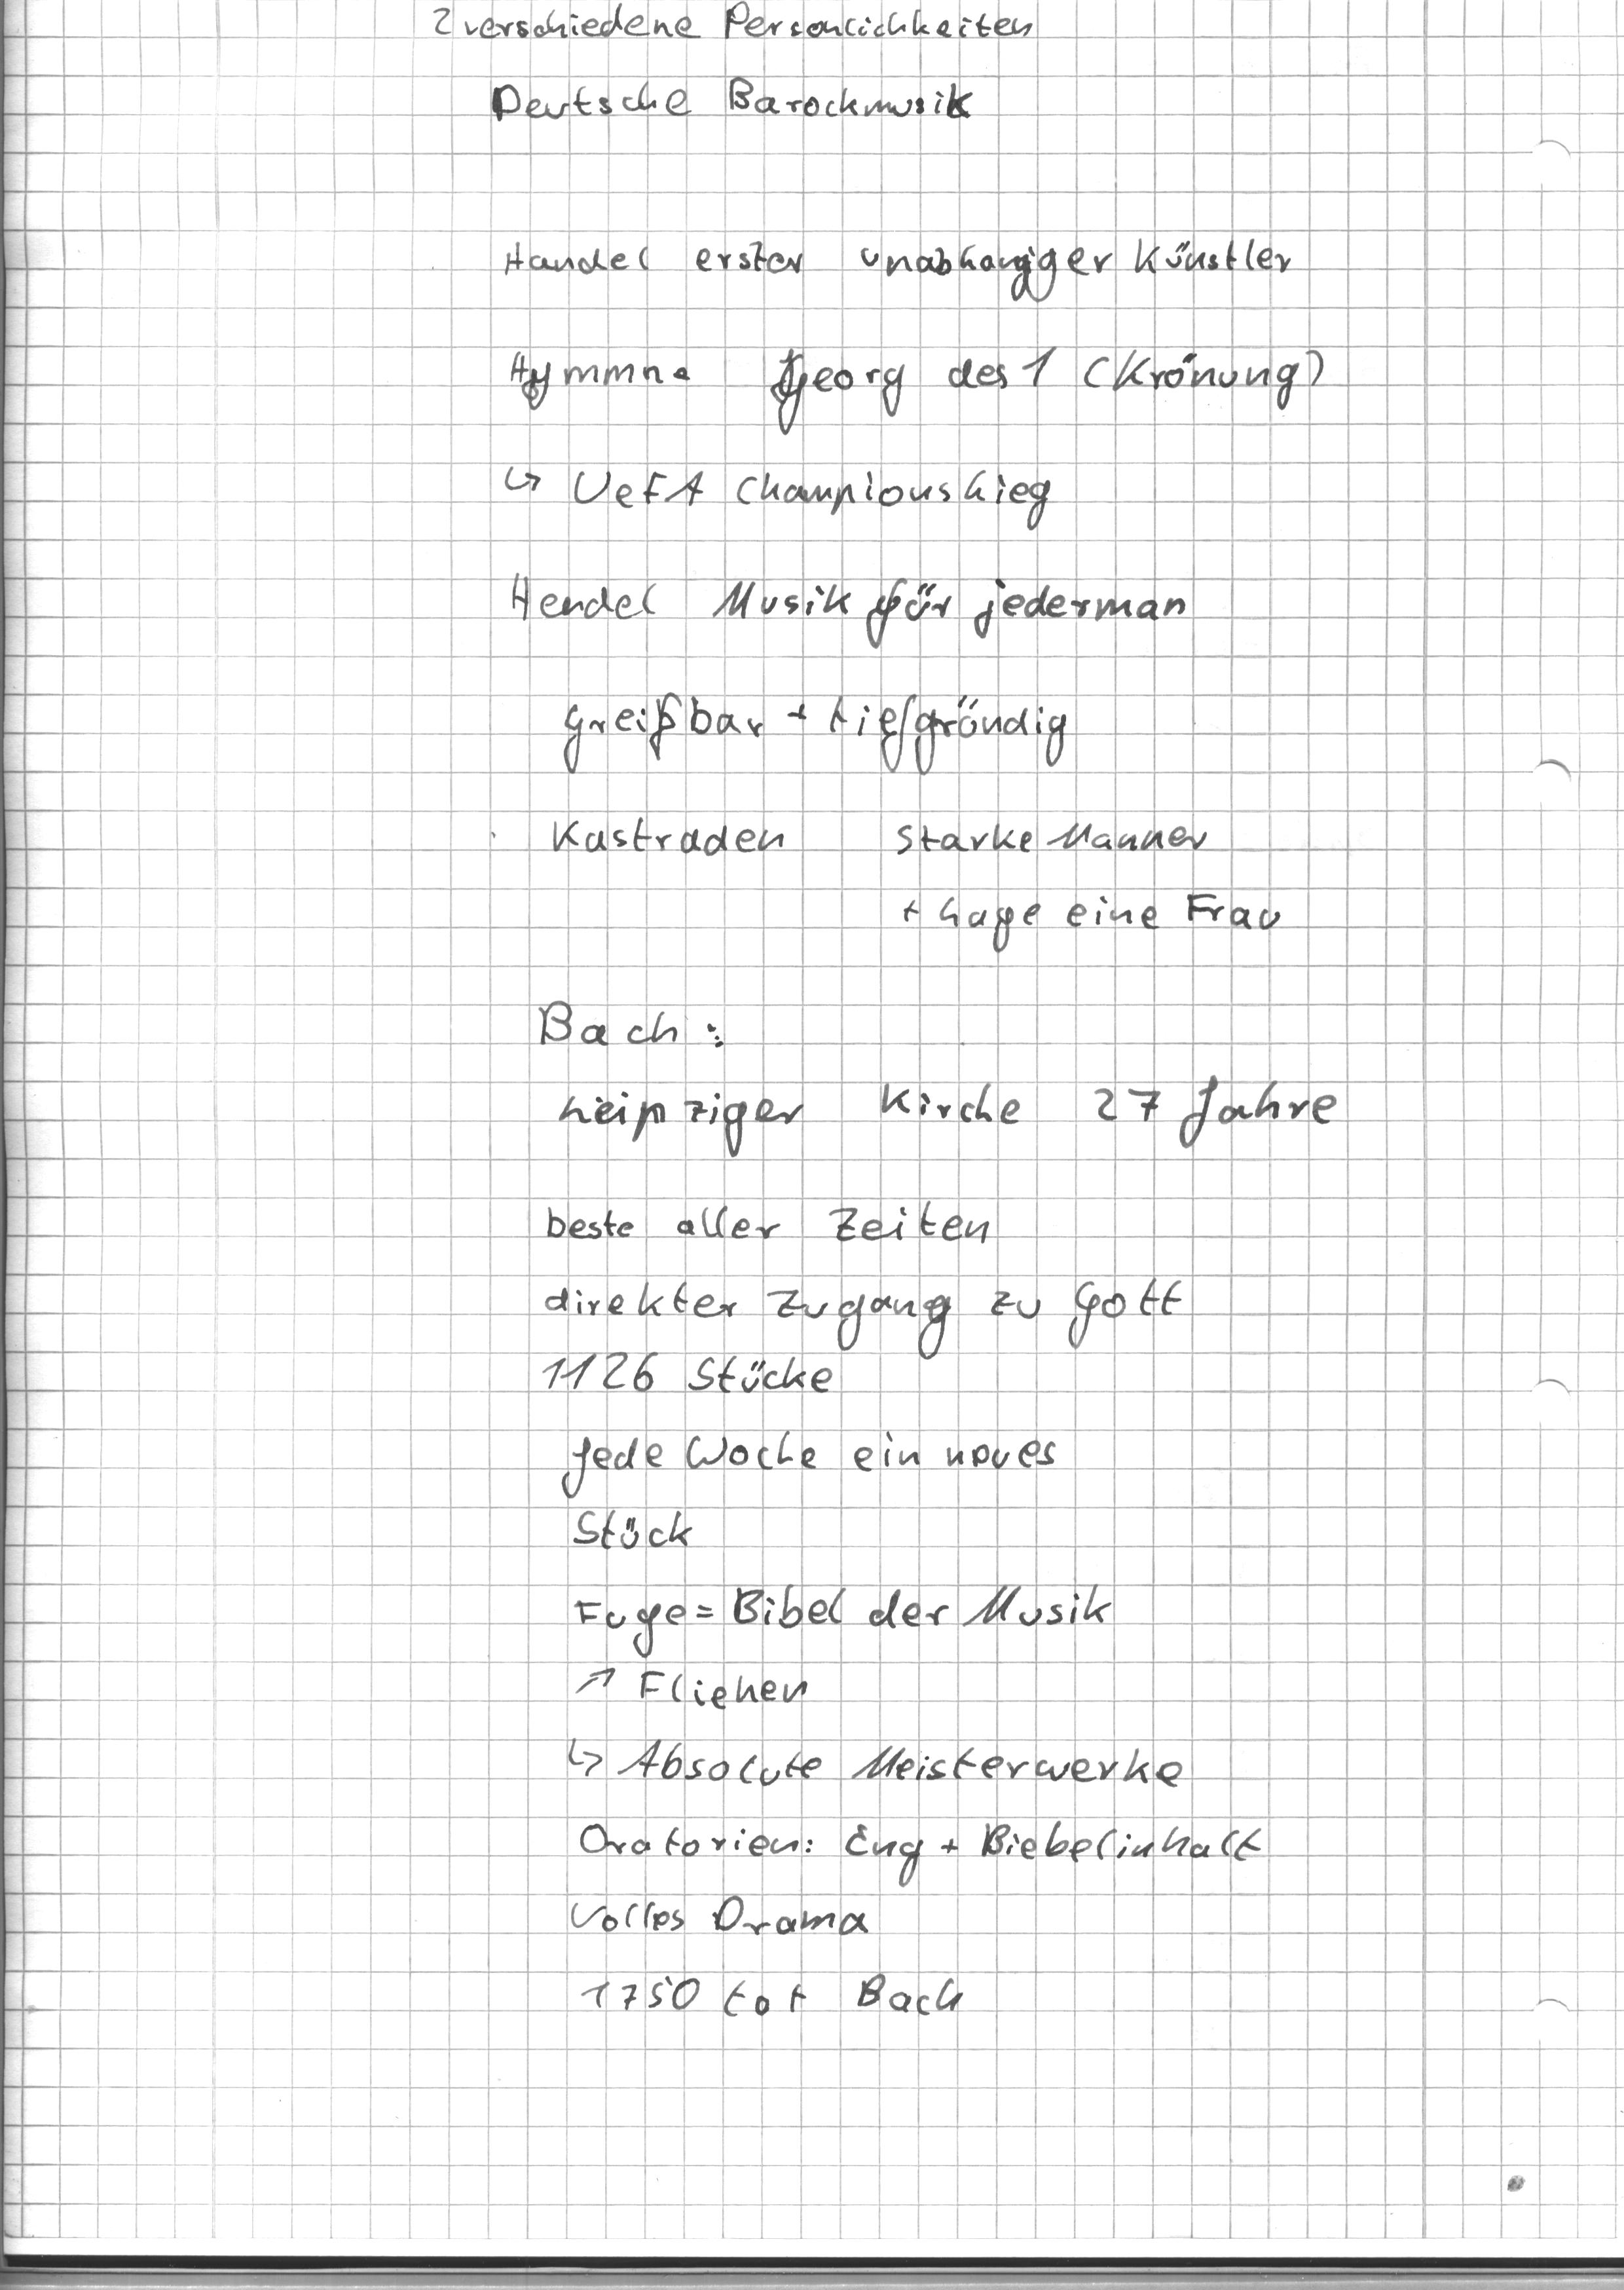 2 verschiedene Personlichkeiten
Deutsche Barockmusik
Handel erster unabhangiger Künstler
Hymmne Georg des 1 (Krönung)
↳ UeFA Championslieg
Hendel Musik für jederman
greifbar + tiefgründig
Kastraden starke Manner
+ Lage eine Frau
Bach:
Leipziger Kirche 27 Jahre
beste aller Zeiten
direkter Zugang zu Gott
1126 Stücke
jede Woche ein neues
Stück
Fuge = Bibel der Musik
↗ Fliehen
↳ Absolute Meisterwerke
Oratorien: Eng + Biebelinhalt
Volles Drama
1750 tot Bach